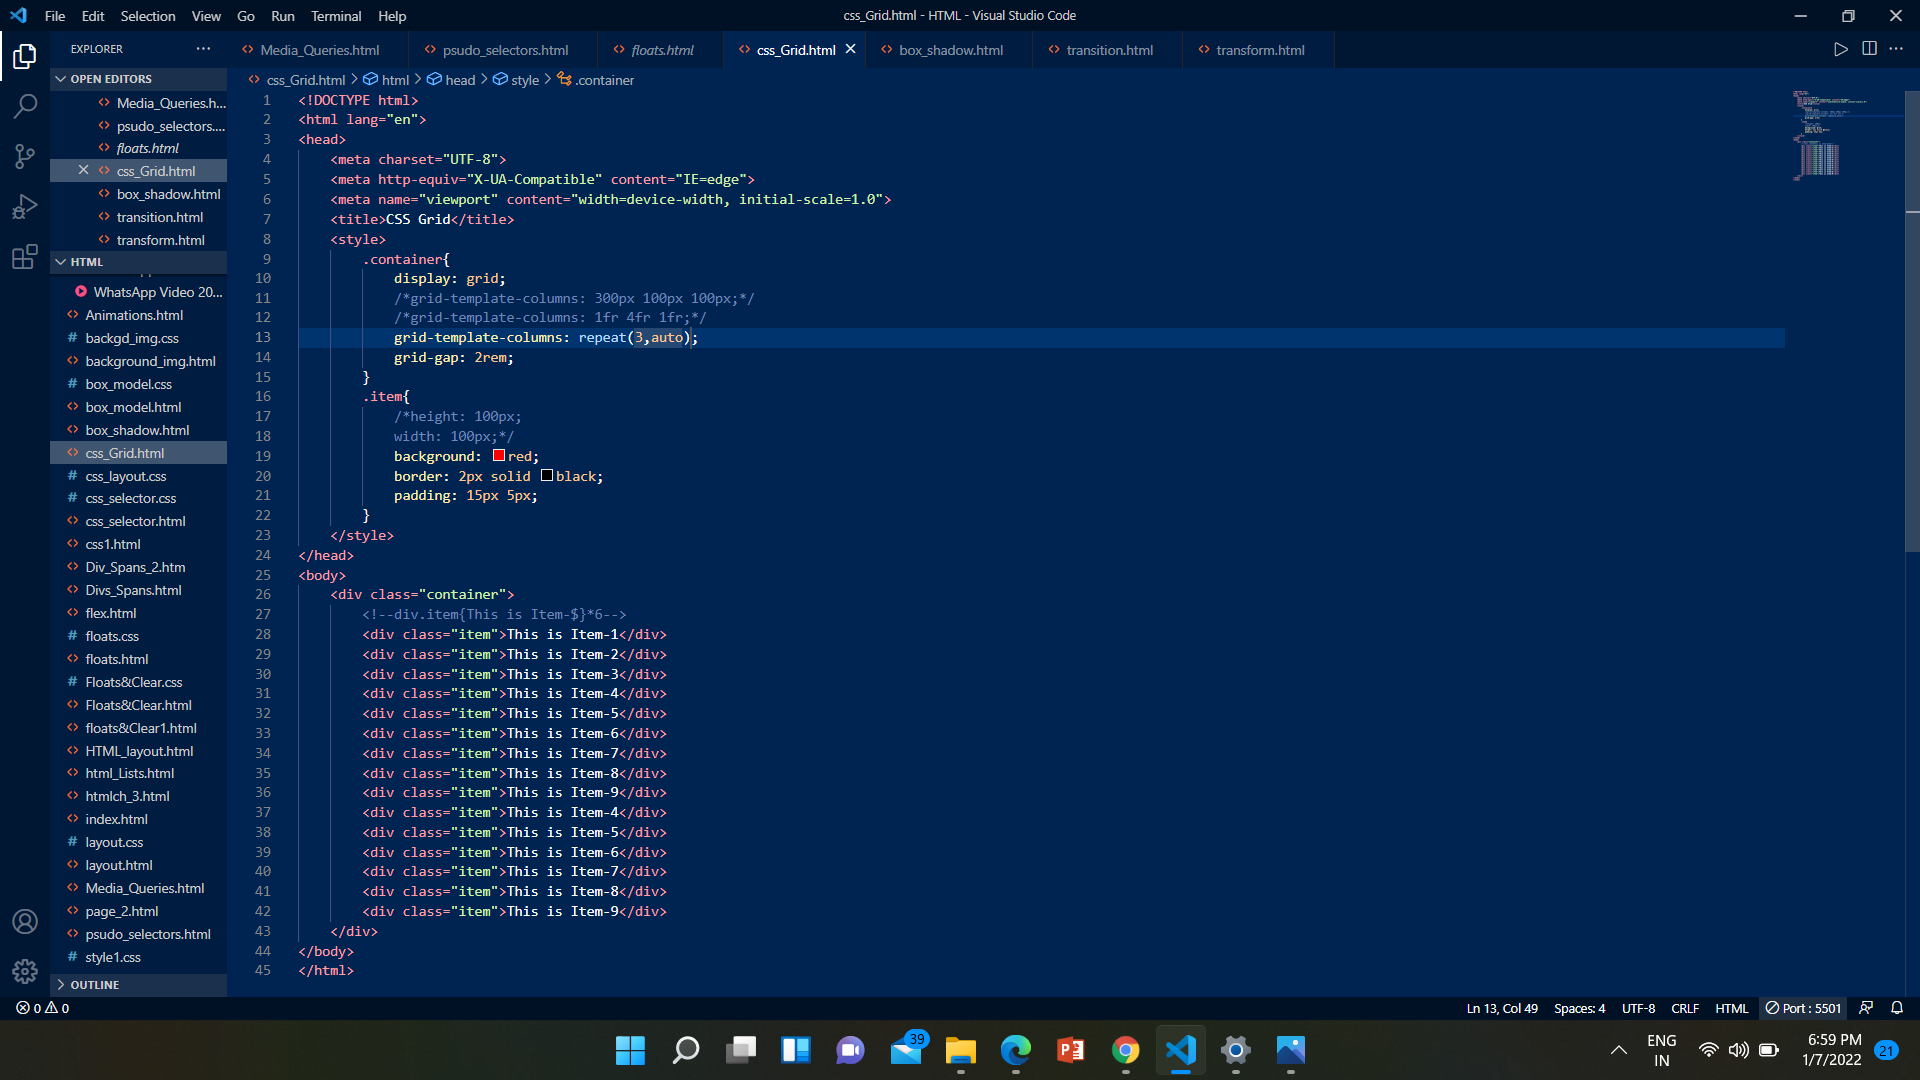 File Edit Selection View Go Run Terminal Help
css_Grid.html - HTML - Visual Studio Code
EXPLORER
Media_Queries.html psudo_selectors.html floats.html css_Grid.html box_shadow.html transition.html transform.html
OPEN EDITORS
Media_Queries.h...
psudo_selectors....
floats.html
css_Grid.html
box_shadow.html
transition.html
transform.html
HTML
WhatsApp Video 20...
Animations.html
backgd_img.css
background_img.html
box_model.css
box_model.html
box_shadow.html
css_Grid.html
css_layout.css
css_selector.css
css_selector.html
css1.html
Div_Spans_2.htm
Divs_Spans.html
flex.html
floats.css
floats.html
Floats&Clear.css
Floats&Clear.html
floats&Clear1.html
HTML_layout.html
html_Lists.html
htmlch_3.html
index.html
layout.css
layout.html
Media_Queries.html
page_2.html
psudo_selectors.html
style1.css
OUTLINE
css_Grid.html > html > head > style > .container
1 <!DOCTYPE html>
2 <html lang="en">
3 <head>
4 <meta charset="UTF-8">
5 <meta http-equiv="X-UA-Compatible" content="IE=edge">
6 <meta name="viewport" content="width=device-width, initial-scale=1.0">
7 <title>CSS Grid</title>
8 <style>
9 .container{
10 display: grid;
11 /*grid-template-columns: 300px 100px 100px;*/
12 /*grid-template-columns: 1fr 4fr 1fr;*/
13 grid-template-columns: repeat(3,auto);
14 grid-gap: 2rem;
15 }
16 .item{
17 /*height: 100px;
18 width: 100px;*/
19 background: red;
20 border: 2px solid black;
21 padding: 15px 5px;
22 }
23 </style>
24 </head>
25 <body>
26 <div class="container">
27 <!--div.item{This is Item-$}*6-->
28 <div class="item">This is Item-1</div>
29 <div class="item">This is Item-2</div>
30 <div class="item">This is Item-3</div>
31 <div class="item">This is Item-4</div>
32 <div class="item">This is Item-5</div>
33 <div class="item">This is Item-6</div>
34 <div class="item">This is Item-7</div>
35 <div class="item">This is Item-8</div>
36 <div class="item">This is Item-9</div>
37 <div class="item">This is Item-4</div>
38 <div class="item">This is Item-5</div>
39 <div class="item">This is Item-6</div>
40 <div class="item">This is Item-7</div>
41 <div class="item">This is Item-8</div>
42 <div class="item">This is Item-9</div>
43 </div>
44 </body>
45 </html>
0 0
Ln 13, Col 49 Spaces: 4 UTF-8 CRLF HTML Port : 5501
39
ENG
IN
6:59 PM
1/7/2022
21